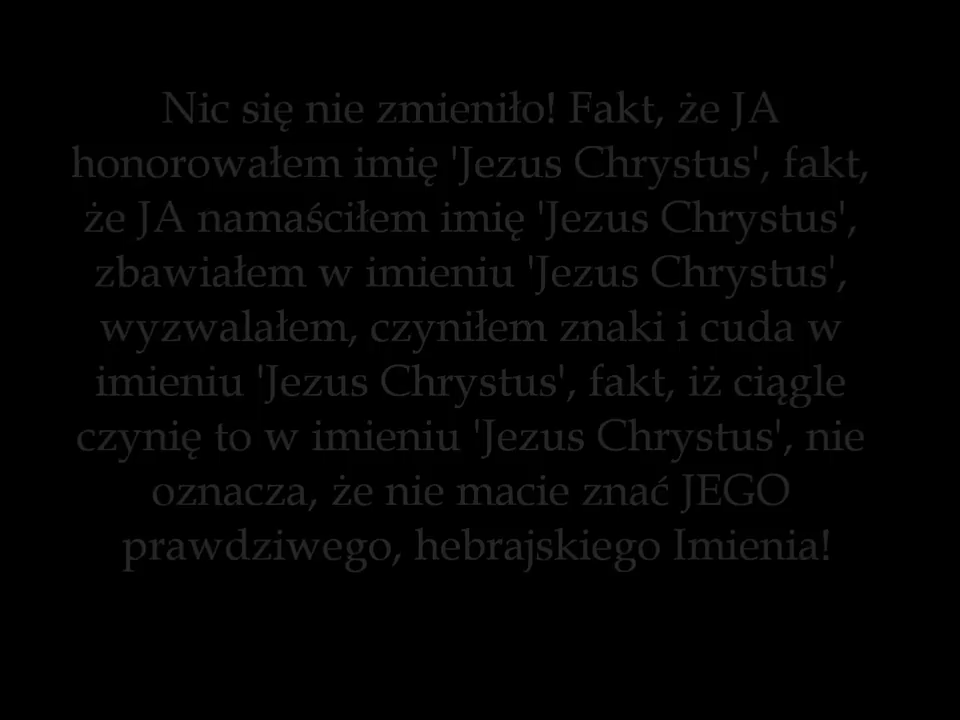 Nic się nie zmieniło! Fakt, że JA
honorowałem imię 'Jezus Chrystus', fakt,
że JA namaściłem imię 'Jezus Chrystus',
zbawiałem w imieniu 'Jezus Chrystus',
wyzwalałem, czyniłem znaki i cuda w
imieniu 'Jezus Chrystus', fakt, iż ciągle
czynię to w imieniu 'Jezus Chrystus', nie
oznacza, że nie macie znać JEGO
prawdziwego, hebrajskiego Imienia!